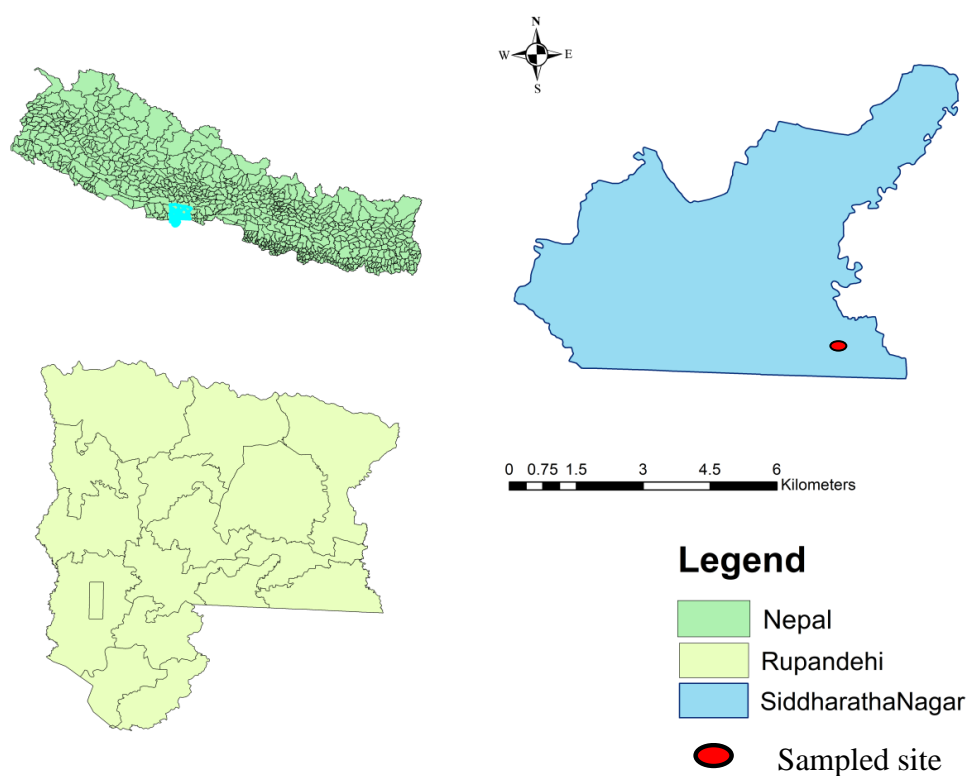 N
W E
S
0 0.75 1.5 3 4.5 6
Kilometers
Legend
Nepal
Rupandehi
SiddharathaNagar
Sampled site